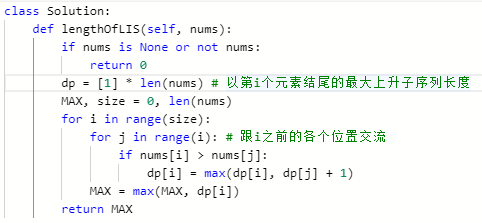 class Solution:
    def lengthOfLIS(self, nums):
        if nums is None or not nums:
            return 0
        dp = [1] * len(nums) # 以第i个元素结尾的最大上升子序列长度
        MAX, size = 0, len(nums)
        for i in range(size):
            for j in range(i): # 跟i之前的各个位置交流
                if nums[i] > nums[j]:
                    dp[i] = max(dp[i], dp[j] + 1)
            MAX = max(MAX, dp[i])
        return MAX